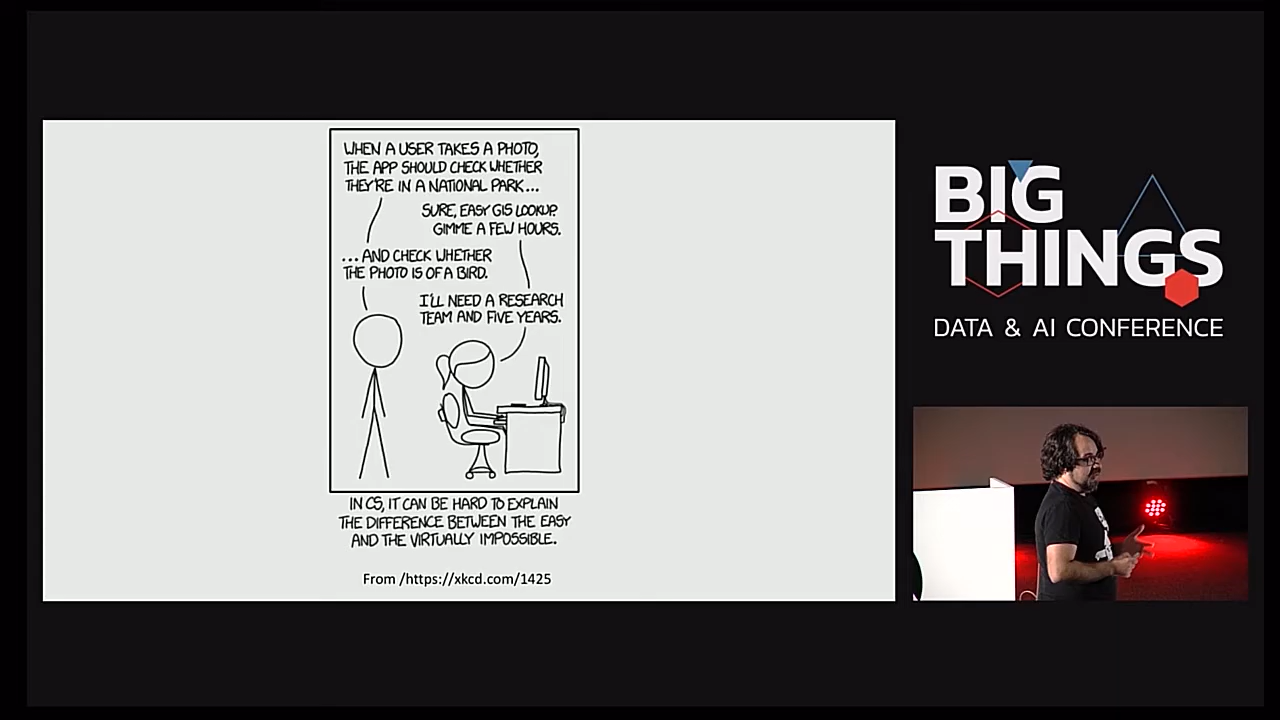 WHEN A USER TAKES A PHOTO,
THE APP SHOULD CHECK WHETHER
THEY'RE IN A NATIONAL PARK...
SURE, EASY GIS LOOKUP.
GIMME A FEW HOURS.
...AND CHECK WHETHER
THE PHOTO IS OF A BIRD.
I'LL NEED A RESEARCH
TEAM AND FIVE YEARS.
IN CS, IT CAN BE HARD TO EXPLAIN
THE DIFFERENCE BETWEEN THE EASY
AND THE VIRTUALLY IMPOSSIBLE.
From /https://xkcd.com/1425
BIG
THINGS
DATA & AI CONFERENCE